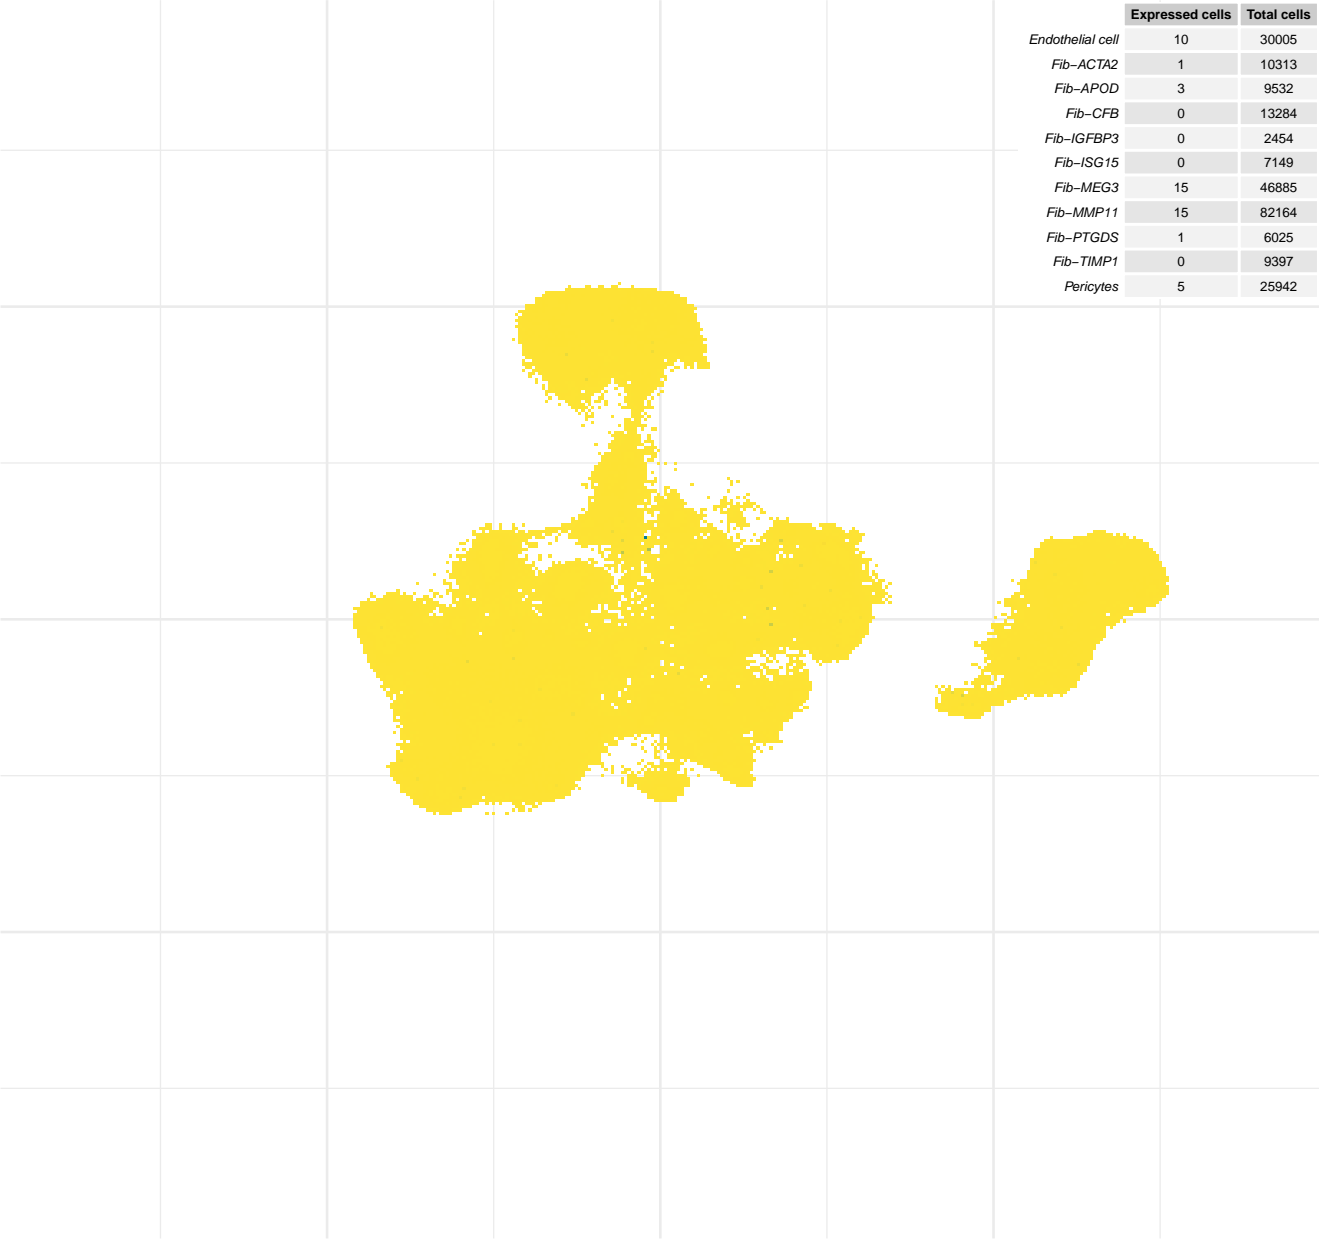 Expressed cells Total cells
Endothelial cell 10 30005
Fib−ACTA2 1 10313
Fib−APOD 3 9532
Fib−CFB 0 13284
Fib−IGFBP3 0 2454
Fib−ISG15 0 7149
Fib−MEG3 15 46885
Fib−MMP11 15 82164
Fib−PTGDS 1 6025
Fib−TIMP1 0 9397
Pericytes 5 25942